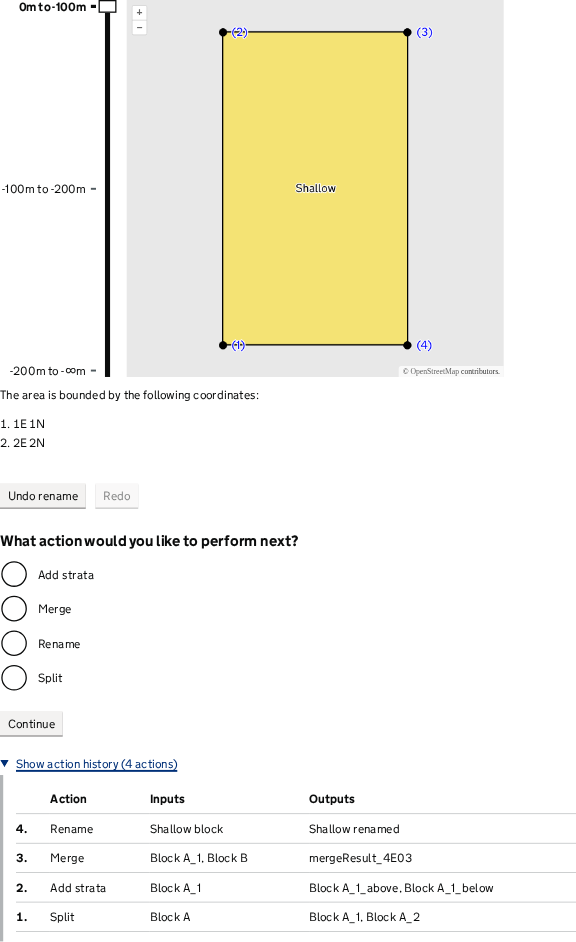 0m to -100m
+
−
(2)
(3)
-100m to -200m
Shallow
(1)
(4)
-200m to -∞m
© OpenStreetMap contributors.
The area is bounded by the following coordinates:
1. 1E 1N
2. 2E 2N
Undo rename Redo
What action would you like to perform next?
Add strata
Merge
Rename
Split
Continue
▼ Show action history (4 actions)
Action Inputs Outputs
4. Rename Shallow block Shallow renamed
3. Merge Block A_1, Block B mergeResult_4E03
2. Add strata Block A_1 Block A_1_above, Block A_1_below
1. Split Block A Block A_1, Block A_2